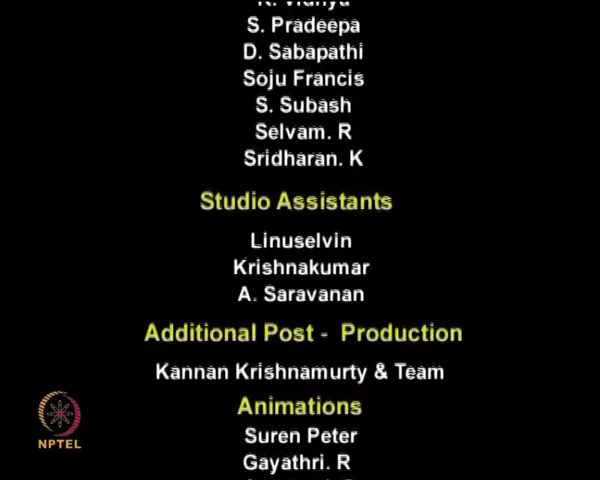 K. Vidhya
S. Pradeepa
D. Sabapathi
Soju Francis
S. Subash
Selvam. R
Sridharan. K
Studio Assistants
Linuselvin
Krishnakumar
A. Saravanan
Additional Post - Production
Kannan Krishnamurty & Team
Animations
Suren Peter
Gayathri. R
NPTEL